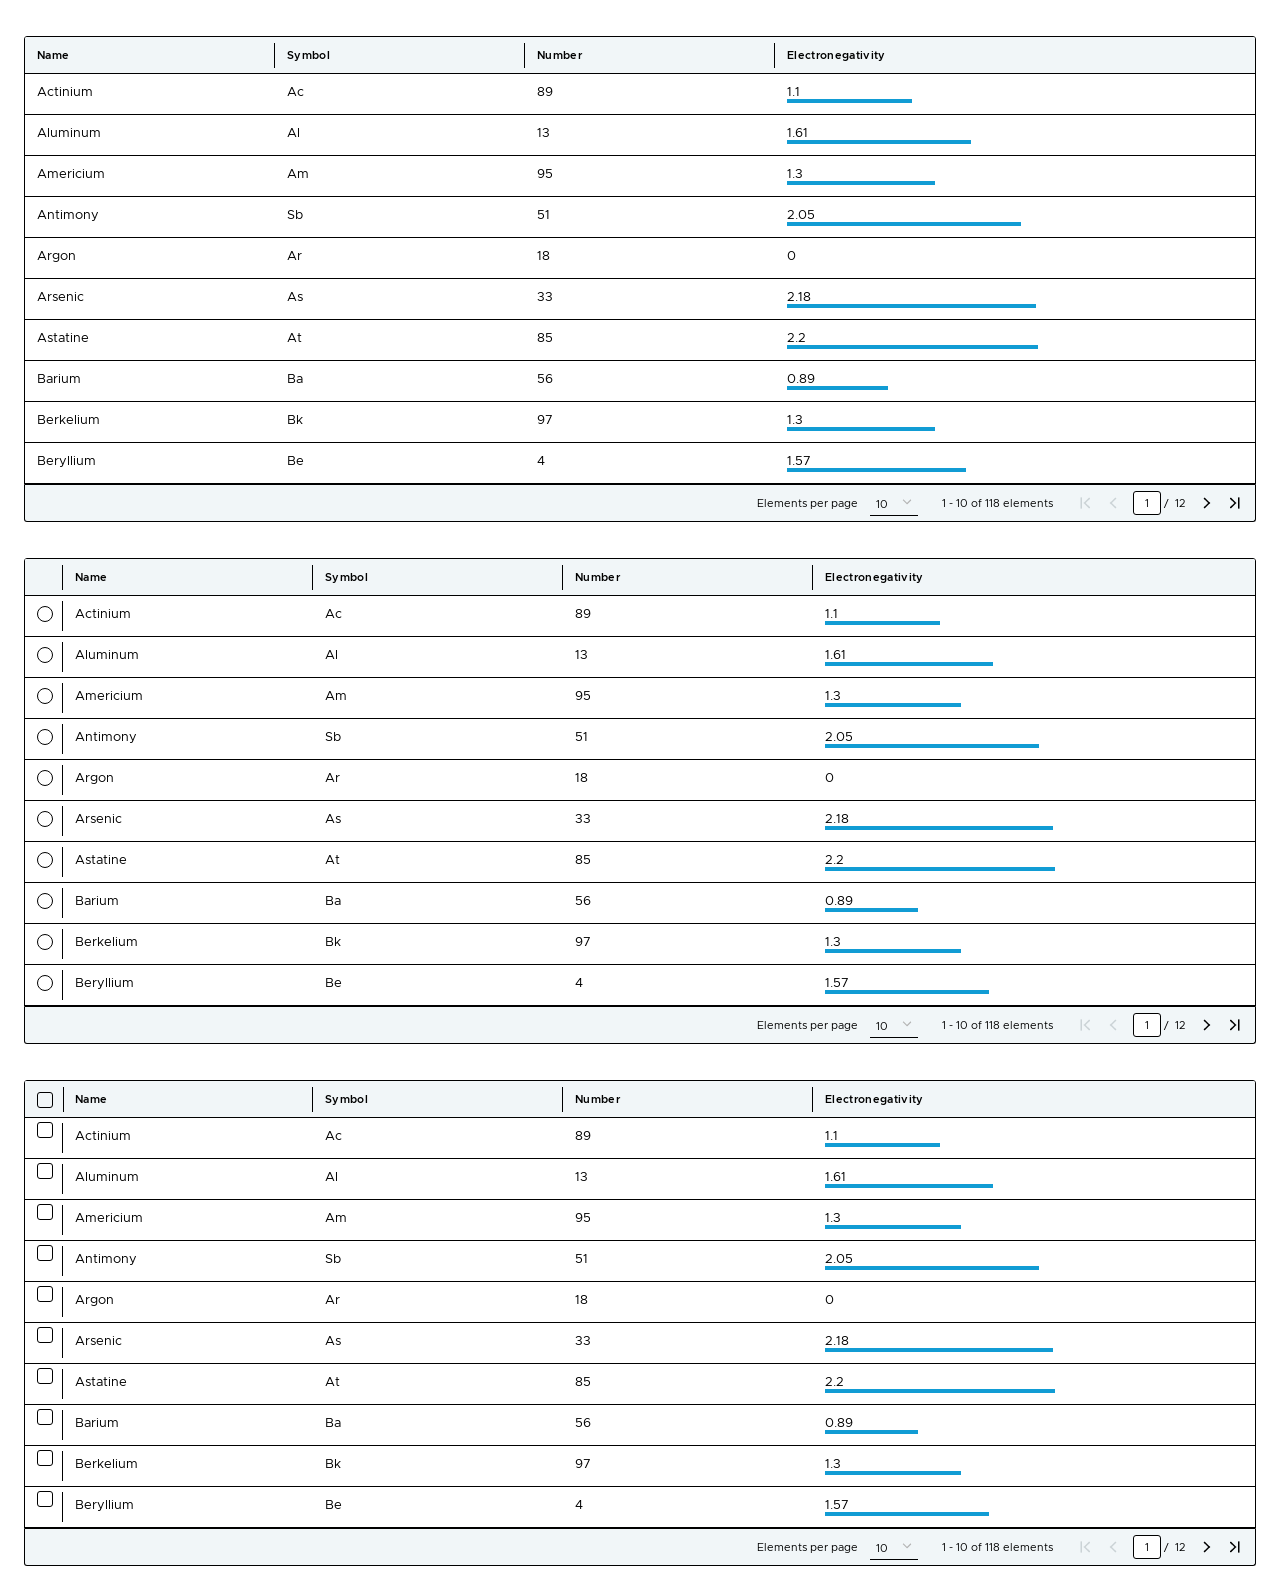 Name Symbol Number Electronegativity
Actinium Ac 89 1.1
Aluminum Al 13 1.61
Americium Am 95 1.3
Antimony Sb 51 2.05
Argon Ar 18 0
Arsenic As 33 2.18
Astatine At 85 2.2
Barium Ba 56 0.89
Berkelium Bk 97 1.3
Beryllium Be 4 1.57
Elements per page 10 1 - 10 of 118 elements 1 / 12
Name Symbol Number Electronegativity
Actinium Ac 89 1.1
Aluminum Al 13 1.61
Americium Am 95 1.3
Antimony Sb 51 2.05
Argon Ar 18 0
Arsenic As 33 2.18
Astatine At 85 2.2
Barium Ba 56 0.89
Berkelium Bk 97 1.3
Beryllium Be 4 1.57
Elements per page 10 1 - 10 of 118 elements 1 / 12
Name Symbol Number Electronegativity
Actinium Ac 89 1.1
Aluminum Al 13 1.61
Americium Am 95 1.3
Antimony Sb 51 2.05
Argon Ar 18 0
Arsenic As 33 2.18
Astatine At 85 2.2
Barium Ba 56 0.89
Berkelium Bk 97 1.3
Beryllium Be 4 1.57
Elements per page 10 1 - 10 of 118 elements 1 / 12